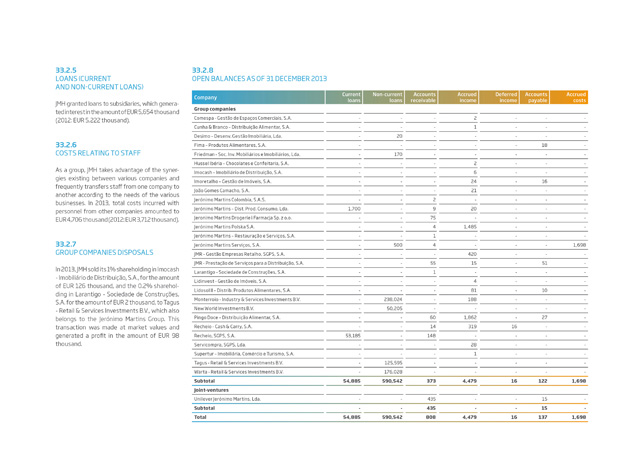 33.2.5
LOANS (CURRENT
AND NON-CURRENT LOANS)
JMH granted loans to subsidiaries, which genera-
ted interest in the amount of EUR 5,654 thousand
(2012: EUR 5,222 thousand).
33.2.6
COSTS RELATING TO STAFF
As a group, JMH takes advantage of the syner-
gies existing between various companies and
frequently transfers staff from one company to
another according to the needs of the various
businesses. In 2013, total costs incurred with
personnel from other companies amounted to
EUR 4,706 thousand (2012: EUR 3,712 thousand).
33.2.7
GROUP COMPANIES DISPOSALS
In 2013, JMH sold its 1% shareholding in Imocash
- Imobiliário de Distribuição, S.A., for the amount
of EUR 126 thousand, and the 0.2% sharehol-
ding in Larantigo – Sociedade de Construções,
S.A. for the amount of EUR 2 thousand, to Tagus
- Retail & Services Investments B.V., which also
belongs to the Jerónimo Martins Group. This
transaction was made at market values and
generated a profit in the amount of EUR 98
thousand.
33.2.8
OPEN BALANCES AS OF 31 DECEMBER 2013
Company Current loans Non-current loans Accounts receivable Accrued income Deferred income Accounts payable Accrued costs
Group companies
Comespa - Gestão de Espaços Comerciais, S.A. - - - 2 - - -
Cunha & Branco – Distribuição Alimentar, S.A. - - - 1 - - -
Desimo – Desenv. Gestão Imobiliária, Lda. - 20 - - - - -
Fima – Produtos Alimentares, S.A. - - - - - 18 -
Friedman - Soc. Inv. Mobiliários e Imobiliários, Lda. - 170 - - - - -
Hussel Ibéria – Chocolates e Confeitaria, S.A. - - - 2 - - -
Imocash – Imobiliário de Distribuição, S.A. - - - 6 - - -
Imoretalho – Gestão de Imóveis, S.A. - - - 24 - 16 -
João Gomes Camacho, S.A. - - - 21 - - -
Jerónimo Martins Colombia, S.A.S. - - 2 - - - -
Jerónimo Martins - Dist. Prod. Consumo, Lda. 1,700 - 9 20 - - -
Jeronimo Martins Drogerie i Farmacja Sp. z o.o. - - 75 - - - -
Jeronimo Martins Polska S.A. - - 4 1,485 - - -
Jerónimo Martins – Restauração e Serviços, S.A. - - 1 - - - -
Jerónimo Martins Serviços, S.A. - 500 4 - - - 1,698
JMR – Gestão Empresas Retalho, SGPS, S.A. - - - 420 - - -
JMR - Prestação de Serviços para a Distribuição, S.A. - - 55 15 - 51 -
Larantigo – Sociedade de Construções, S.A. - - 1 - - - -
Lidinvest – Gestão de Imóveis, S.A. - - - 4 - - -
Lidosol II – Distrib. Produtos Alimentares, S.A. - - - 81 - 10 -
Monterroio - Industry & Services Investments B.V. - 238,024 - 188 - - -
New World Investments B.V. - 50,205 - - - - -
Pingo Doce – Distribuição Alimentar, S.A. - - 60 1,862 - 27 -
Recheio - Cash & Carry, S.A. - - 14 319 16 - -
Recheio, SGPS, S.A. 53,185 - 148 - - - -
Servicompra, SGPS, Lda. - - - 28 - - -
Supertur – Imobiliária, Comércio e Turismo, S.A. - - - 1 - - -
Tagus - Retail & Services Investments B.V. - 125,595 - - - - -
Warta - Retail & Services Investments B.V. - 176,028 - - - - -
Subtotal 54,885 590,542 373 4,479 16 122 1,698
Joint-ventures
Unilever Jerónimo Martins, Lda. - - 435 - - 15 -
Subtotal - - 435 - - 15 -
Total 54,885 590,542 808 4,479 16 137 1,698